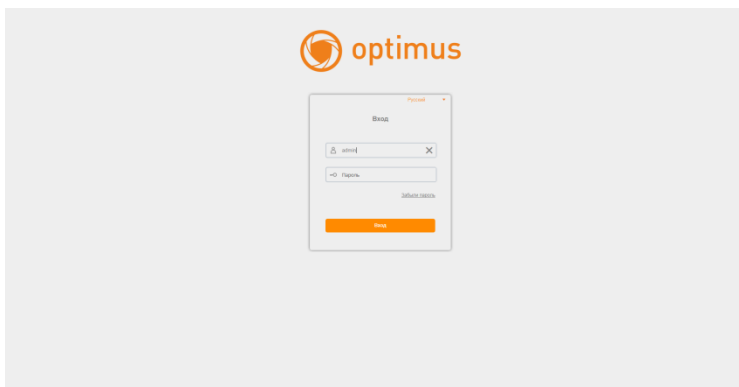 optimus
Русский
Вход
admin
Пароль
Забыли пароль
Вход